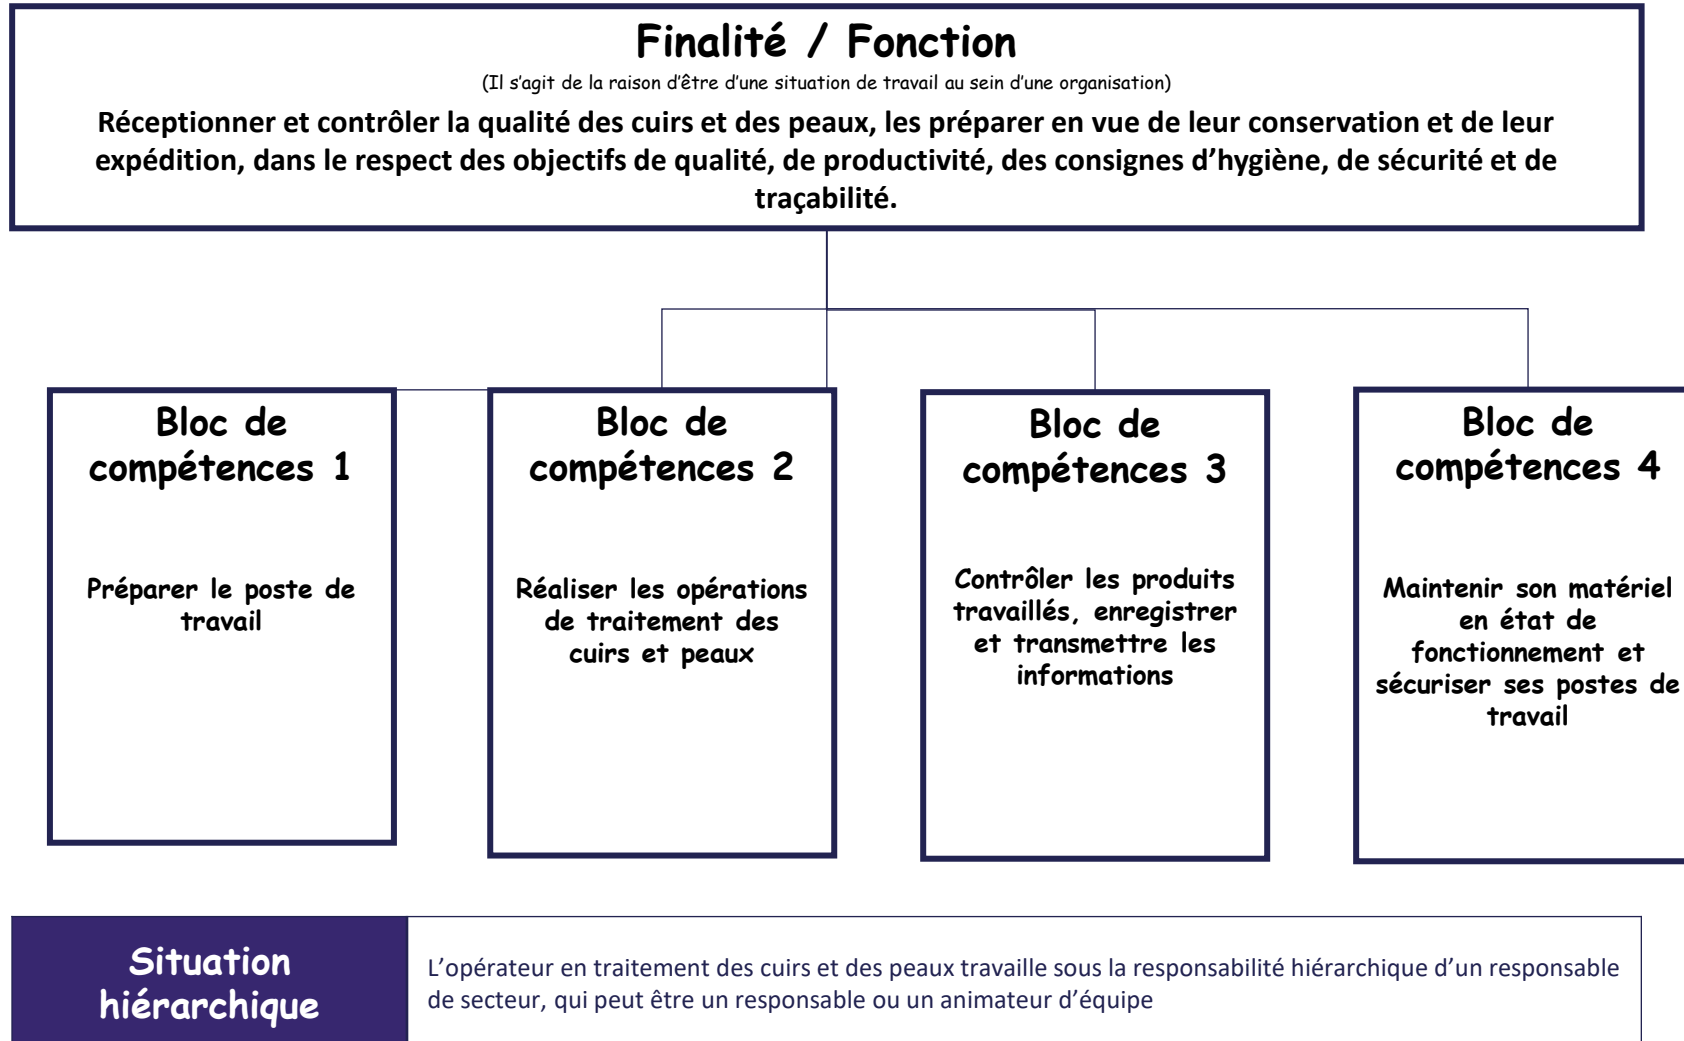 Finalité / Fonction
(Il s’agit de la raison d’être d’une situation de travail au sein d’une organisation)
Réceptionner et contrôler la qualité des cuirs et des peaux, les préparer en vue de leur conservation et de leur
expédition, dans le respect des objectifs de qualité, de productivité, des consignes d’hygiène, de sécurité et de
traçabilité.
Bloc de
compétences 1
Préparer le poste de
travail
Bloc de
compétences 2
Réaliser les opérations
de traitement des
cuirs et peaux
Bloc de
compétences 3
Contrôler les produits
travaillés, enregistrer
et transmettre les
informations
Bloc de
compétences 4
Maintenir son matériel
en état de
fonctionnement et
sécuriser ses postes de
travail
Situation
hiérarchique
L’opérateur en traitement des cuirs et des peaux travaille sous la responsabilité hiérarchique d’un responsable
de secteur, qui peut être un responsable ou un animateur d’équipe